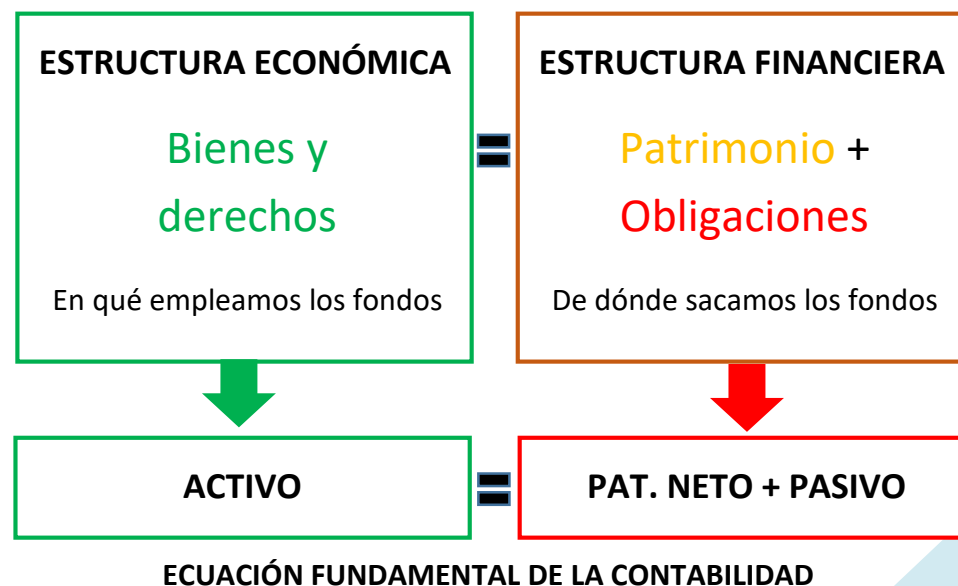 ESTRUCTURA ECONÓMICA
Bienes y
derechos
En qué empleamos los fondos
=
ESTRUCTURA FINANCIERA
Patrimonio +
Obligaciones
De dónde sacamos los fondos
ACTIVO
=
PAT. NETO + PASIVO
ECUACIÓN FUNDAMENTAL DE LA CONTABILIDAD